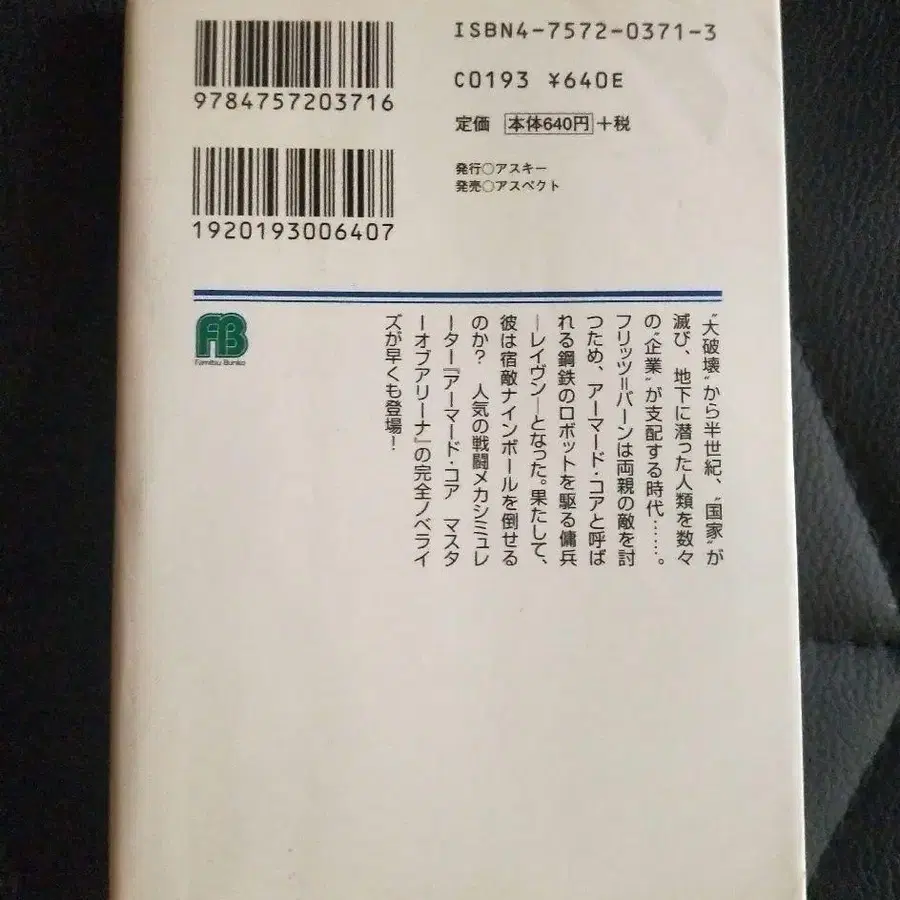 ISBN4-7572-0371-3
9784757203716
C0193 ¥640E
定価 本体640円+税
発行○アスキー
発売○アスペクト
1920193006407
FB
Famitsu Bunko
“大破壊”から半世紀、“国家”が
滅び、地下に潜った人類を数々
の“企業”が支配する時代……。
フリッツ=バーンは両親の敵を討
つため、アーマード・コアと呼ば
れる鋼鉄のロボットを駆る傭兵
―レイヴン―となった。果たして、
彼は宿敵ナインボールを倒せる
のか? 人気の戦闘メカシミュレ
ーター『アーマード・コア マスタ
ーオブアリーナ』の完全ノベライ
ズが早くも登場!